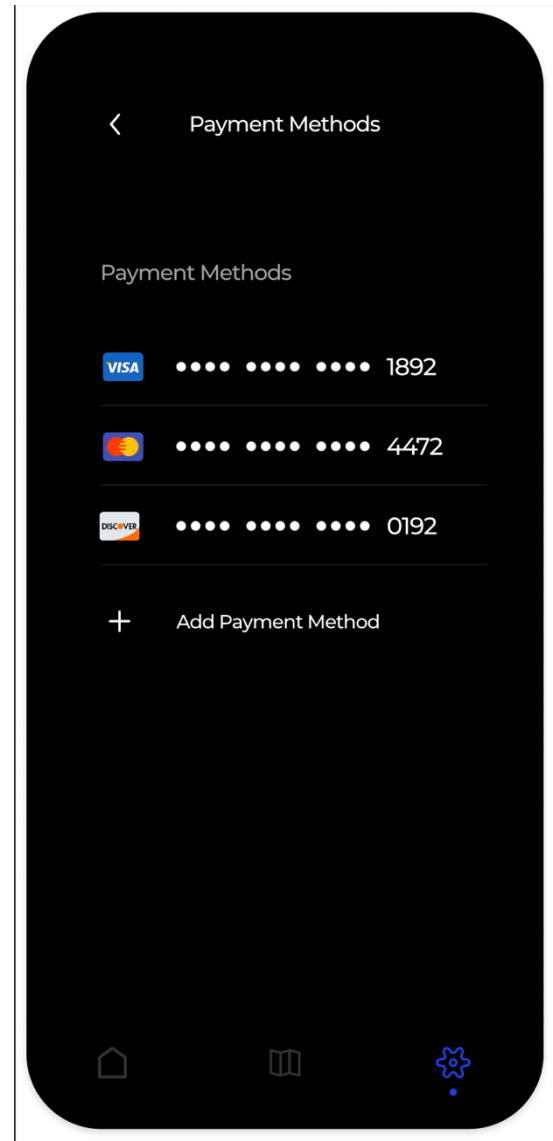 Payment Methods
Payment Methods
VISA •••• •••• •••• 1892
•••• •••• •••• 4472
DISCOVER •••• •••• •••• 0192
Add Payment Method